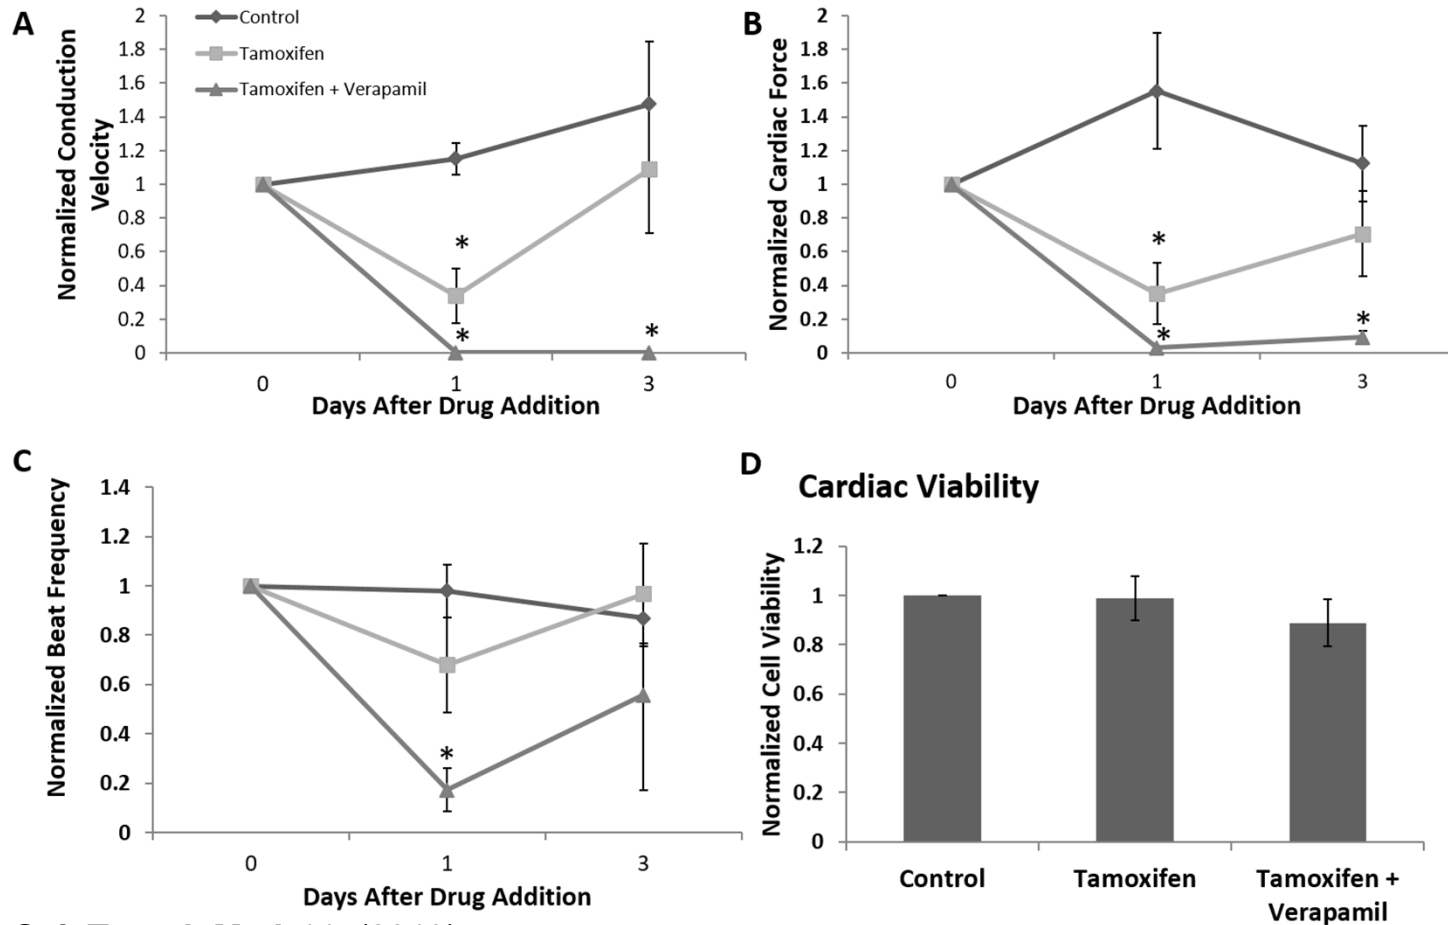 A
Normalized Conduction
Velocity
2
1.8
1.6
1.4
1.2
1
0.8
0.6
0.4
0.2
0
Control
Tamoxifen
Tamoxifen + Verapamil
*
*
*
0
1
3
Days After Drug Addition
B
Normalized Cardiac Force
2
1.8
1.6
1.4
1.2
1
0.8
0.6
0.4
0.2
0
*
*
*
0
1
3
Days After Drug Addition
C
Normalized Beat Frequency
1.4
1.2
1
0.8
0.6
0.4
0.2
0
*
0
1
3
Days After Drug Addition
D
Cardiac Viability
Normalized Cell Viability
1.2
1
0.8
0.6
0.4
0.2
0
Control
Tamoxifen
Tamoxifen +
Verapamil